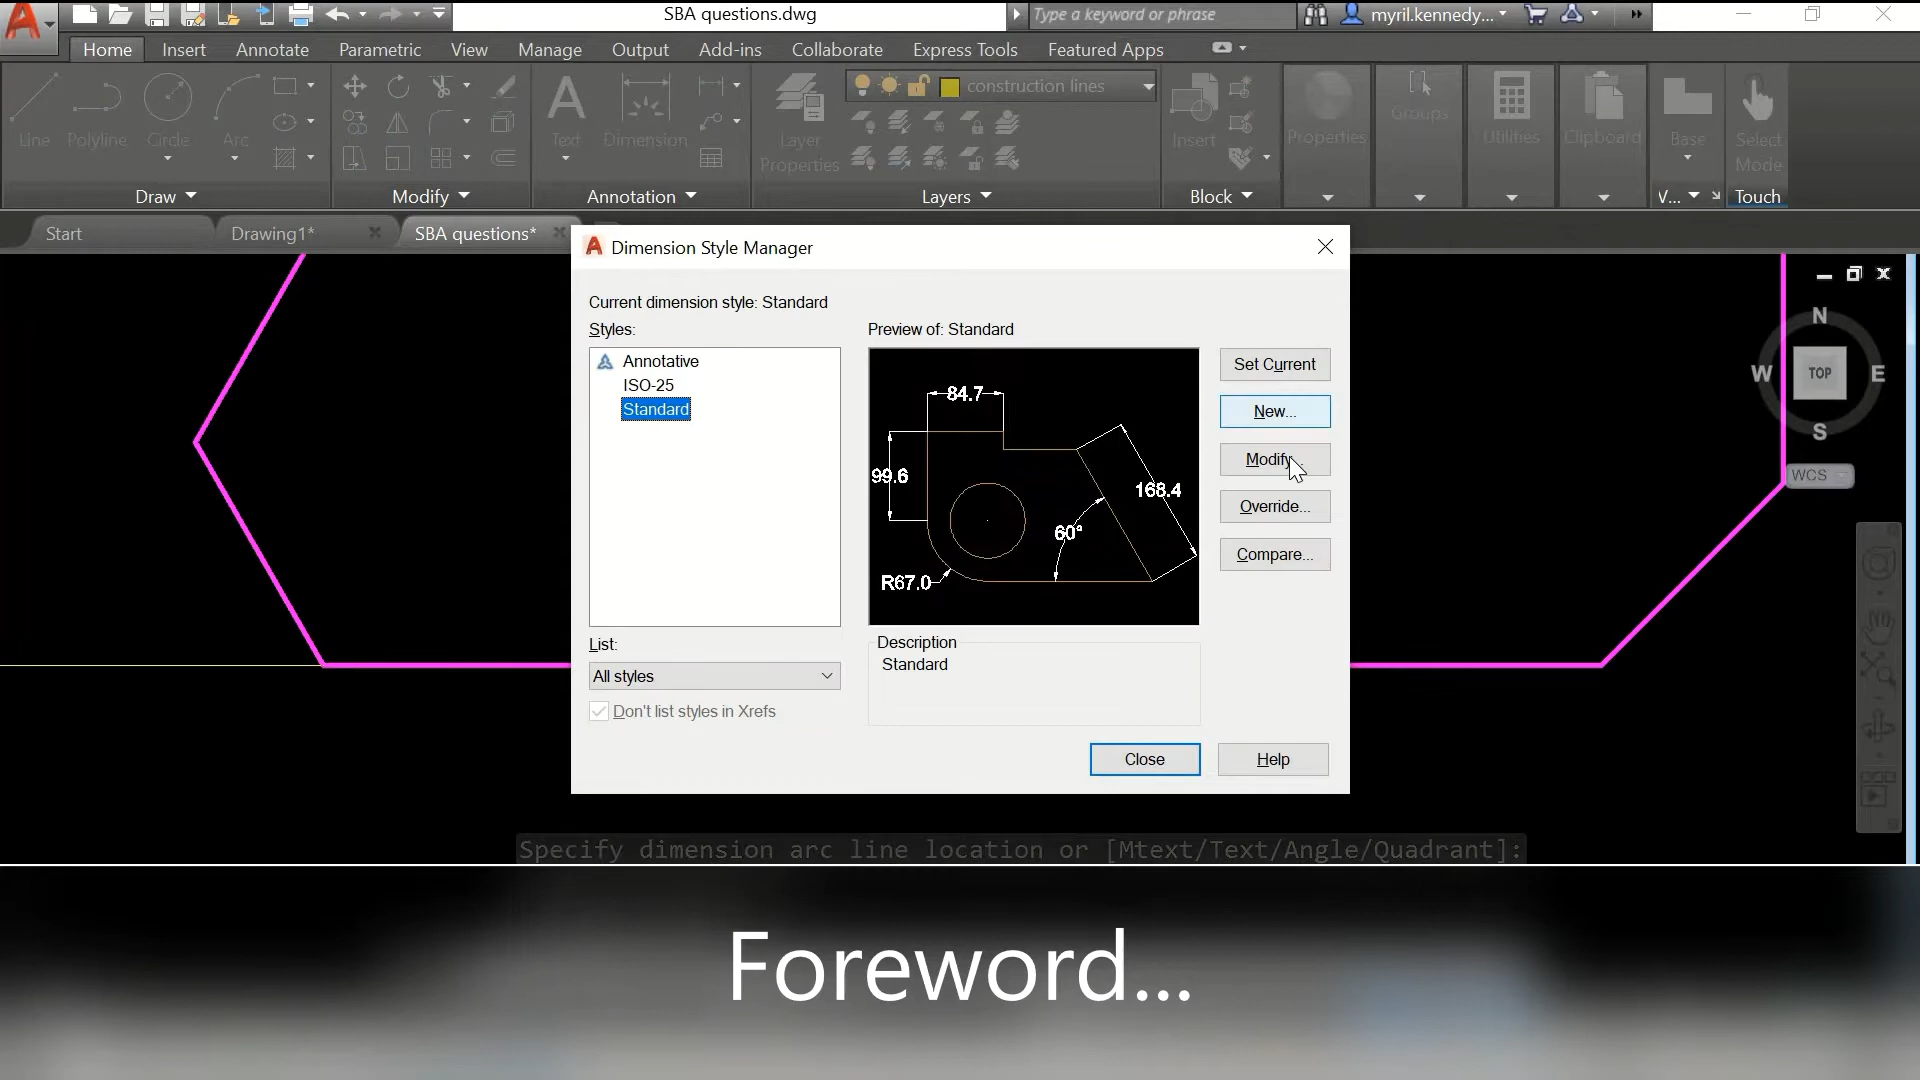 SBA questions.dwg
Type a keyword or phrase
myril.kennedy...
Home Insert Annotate Parametric View Manage Output Add-ins Collaborate Express Tools Featured Apps
construction lines
Line Polyline Circle Arc
Text Dimension
Layer Properties
Insert
Properties
Groups
Utilities
Clipboard
Base
Select Mode
Draw Modify Annotation Layers Block V... Touch
Start Drawing1* SBA questions*
Dimension Style Manager
Current dimension style: Standard
Styles:
Annotative
ISO-25
Standard
Preview of: Standard
84.7
99.6
168.4
60°
R67.0
Set Current
New...
Modify...
Override...
Compare...
List:
All styles
Don't list styles in Xrefs
Description
Standard
Close
Help
N
W TOP E
S
WCS
Specify dimension arc line location or [Mtext/Text/Angle/Quadrant]:
Foreword...